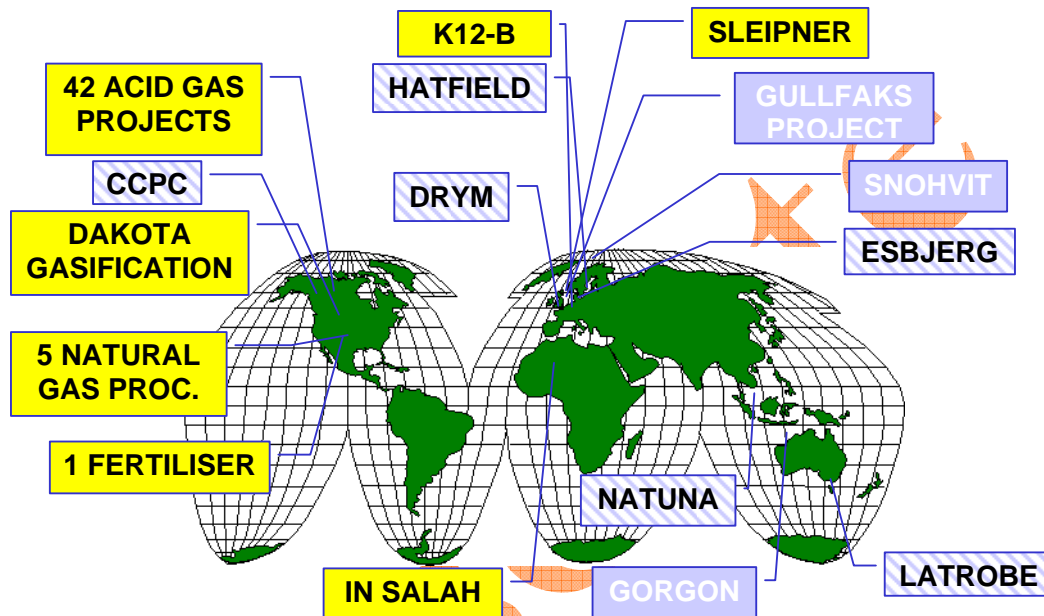 K12-B
SLEIPNER
42 ACID GAS
PROJECTS
HATFIELD
GULLFAKS
PROJECT
CCPC
DRYM
SNOHVIT
DAKOTA
GASIFICATION
ESBJERG
5 NATURAL
GAS PROC.
1 FERTILISER
NATUNA
IN SALAH
GORGON
LATROBE